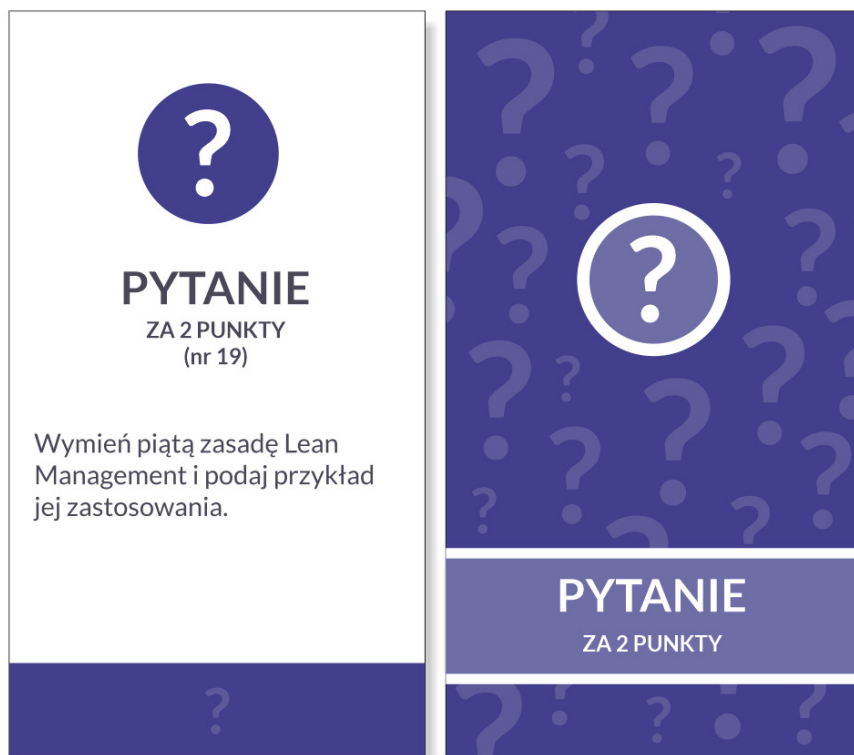 ?
PYTANIE
ZA 2 PUNKTY
(nr 19)
Wymień piątą zasadę Lean
Management i podaj przykład
jej zastosowania.
?
?
PYTANIE
ZA 2 PUNKTY